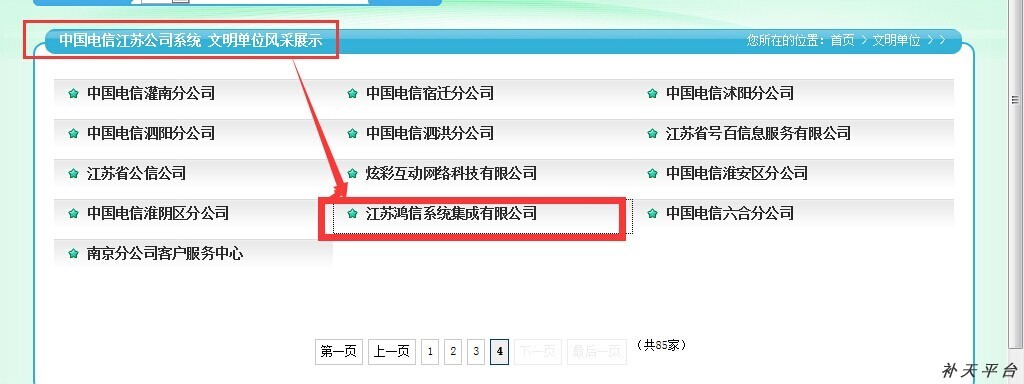 中国电信江苏公司系统 文明单位风采展示
您所在的位置：首页 > 文明单位 > >
中国电信灌南分公司 中国电信宿迁分公司 中国电信沭阳分公司
中国电信泗阳分公司 中国电信泗洪分公司 江苏省号百信息服务有限公司
江苏省公信公司 炫彩互动网络科技有限公司 中国电信淮安区分公司
中国电信淮阴区分公司 江苏鸿信系统集成有限公司 中国电信六合分公司
南京分公司客户服务中心
第一页 上一页 1 2 3 4 下一页 最后一页 （共85家）
补天平台